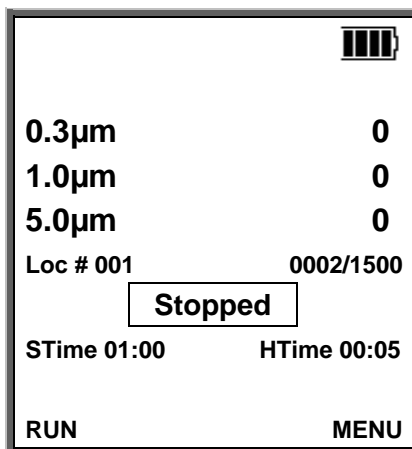 0.3µm 0
1.0µm 0
5.0µm 0
Loc # 001 0002/1500
Stopped
STime 01:00 HTime 00:05
RUN MENU